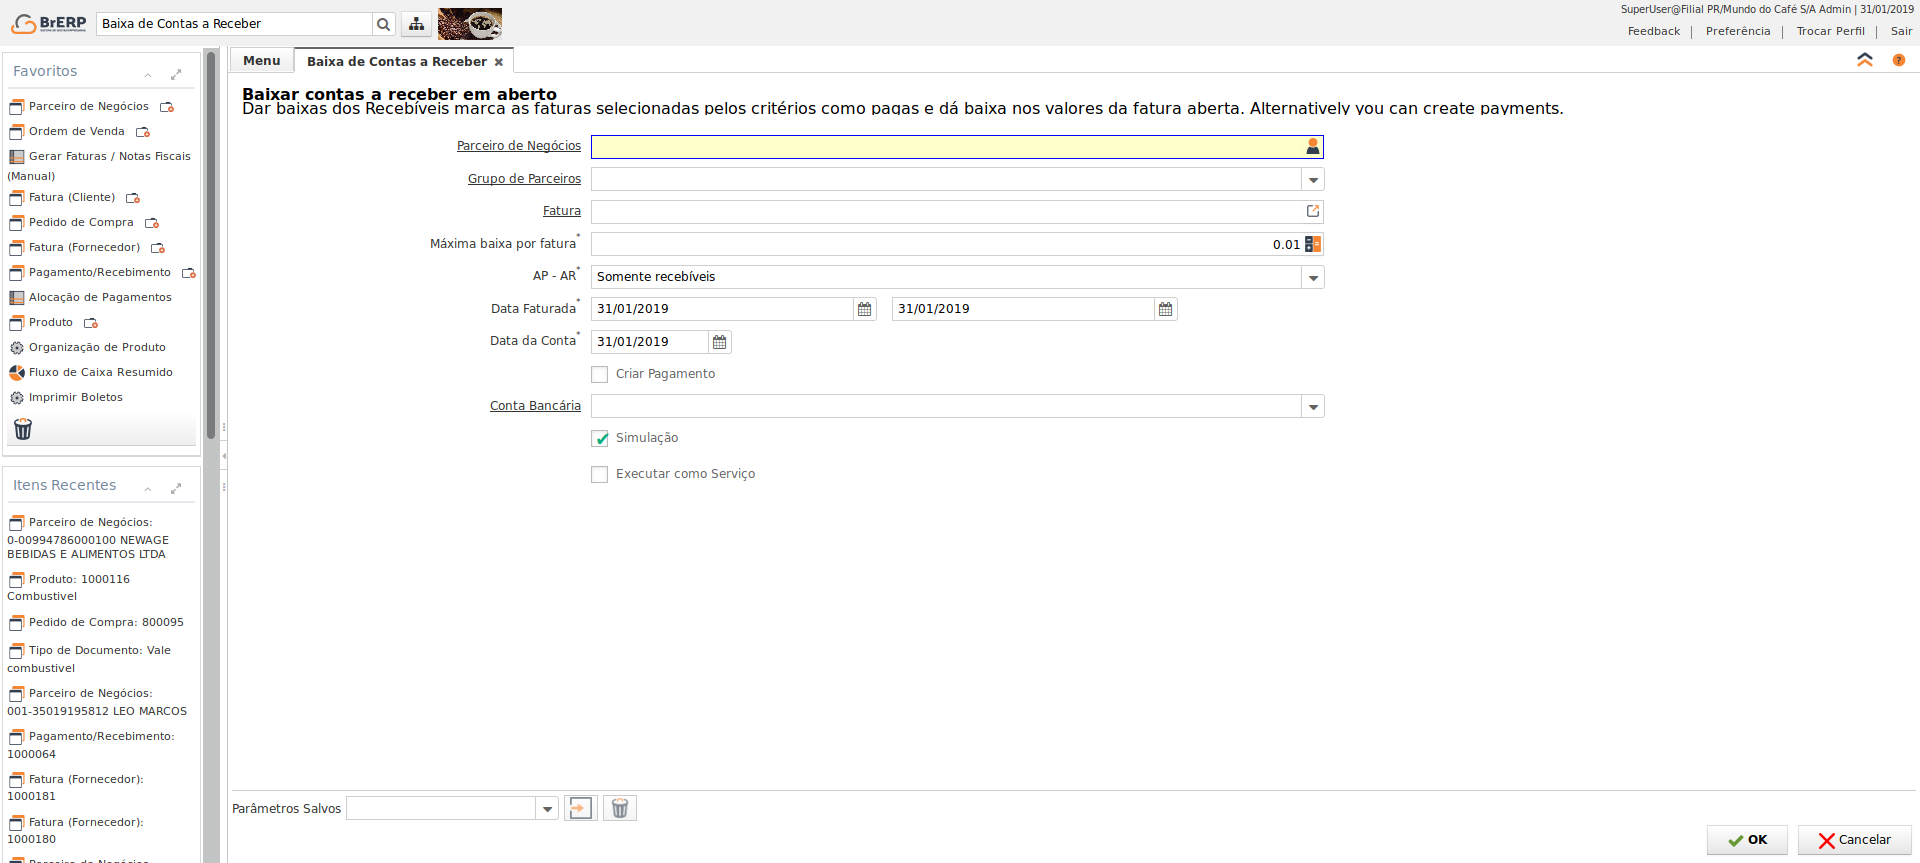 BrERP
Baixa de Contas a Receber
SuperUser@Filial PR/Mundo do Café S/A Admin | 31/01/2019
Feedback | Preferência | Trocar Perfil | Sair
Favoritos
Parceiro de Negócios
Ordem de Venda
Gerar Faturas / Notas Fiscais
(Manual)
Fatura (Cliente)
Pedido de Compra
Fatura (Fornecedor)
Pagamento/Recebimento
Alocação de Pagamentos
Produto
Organização de Produto
Fluxo de Caixa Resumido
Imprimir Boletos
Itens Recentes
Parceiro de Negócios:
0-00994786000100 NEWAGE
BEBIDAS E ALIMENTOS LTDA
Produto: 1000116
Combustivel
Pedido de Compra: 800095
Tipo de Documento: Vale
combustivel
Parceiro de Negócios:
001-35019195812 LEO MARCOS
Pagamento/Recebimento:
1000064
Fatura (Fornecedor):
1000181
Fatura (Fornecedor):
1000180
Parceiro de Negócios
Menu
Baixa de Contas a Receber
Baixar contas a receber em aberto
Dar baixas dos Recebíveis marca as faturas selecionadas pelos critérios como pagas e dá baixa nos valores da fatura aberta. Alternatively you can create payments.
Parceiro de Negócios
Grupo de Parceiros
Fatura
Máxima baixa por fatura* 0.01
AP - AR* Somente recebíveis
Data Faturada* 31/01/2019 31/01/2019
Data da Conta* 31/01/2019
Criar Pagamento
Conta Bancária
Simulação
Executar como Serviço
Parâmetros Salvos
OK
Cancelar